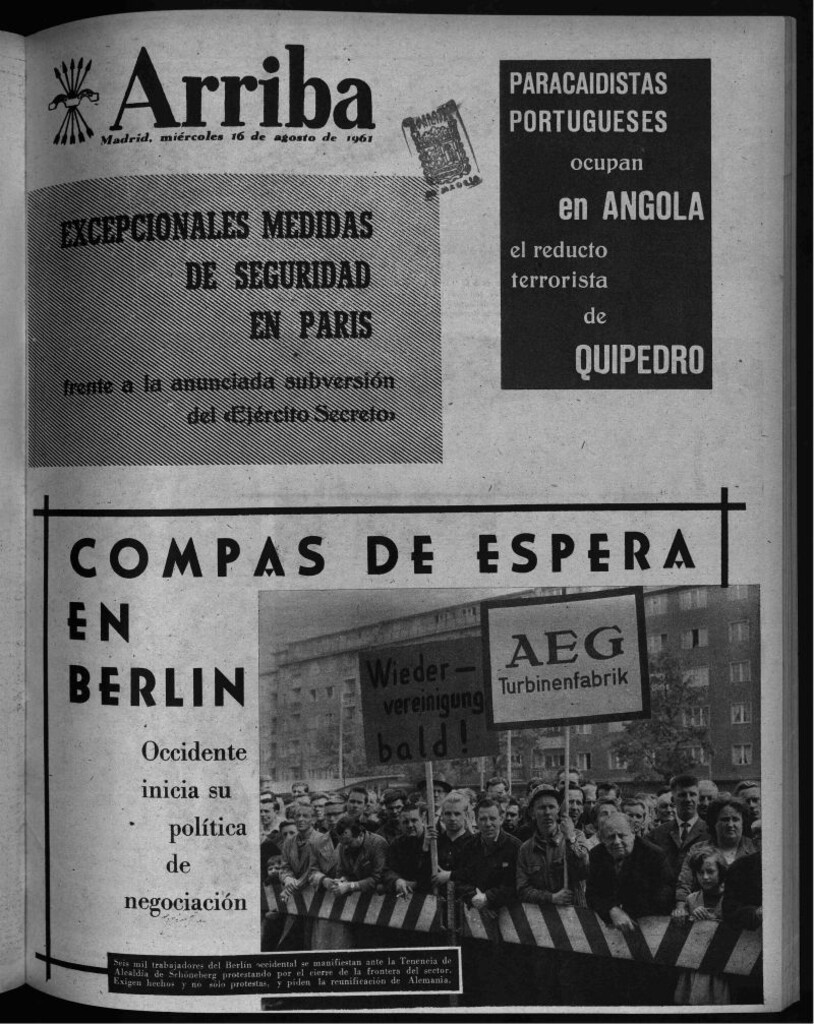 Arriba
Madrid, miércoles 16 de agosto de 1961
PARACAIDISTAS
PORTUGUESES
ocupan
en ANGOLA
el reducto
terrorista
de
QUIPEDRO
EXCEPCIONALES MEDIDAS
DE SEGURIDAD
EN PARIS
frente a la anunciada subversión
del «Ejército Secreto»
COMPAS DE ESPERA
EN
BERLIN
Occidente
inicia su
política
de
negociación
Wieder-
vereinigung
bald!
AEG
Turbinenfabrik
Seis mil trabajadores del Berlín occidental se manifiestan ante la Tenencia de
Alcaldía de Schöneberg protestando por el cierre de la frontera del sector.
Exigen hechos y no sólo protestas, y piden la reunificación de Alemania.